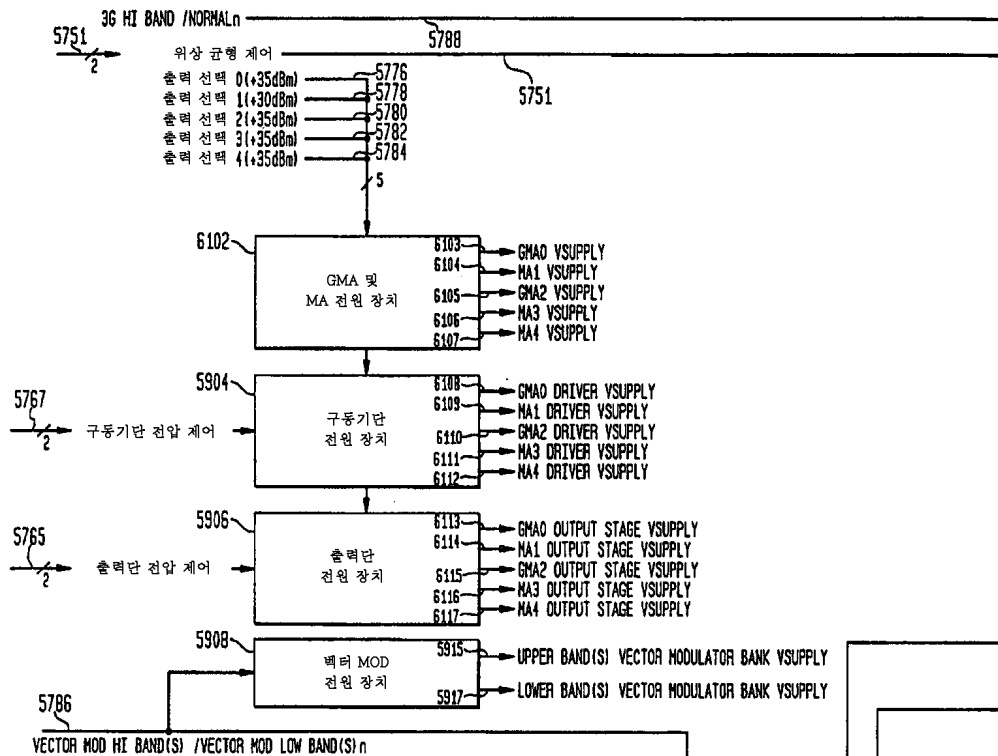 3G HI BAND /NORMALn
5788
5751
2
위상 균형 제어
5751
출력 선택 0(+35dBm)
5776
출력 선택 1(+30dBm)
5778
출력 선택 2(+35dBm)
5780
출력 선택 3(+35dBm)
5782
출력 선택 4(+35dBm)
5784
5
6102
GMA 및
MA 전원 장치
6103
GMA0 VSUPPLY
6104
MA1 VSUPPLY
6105
GMA2 VSUPPLY
6106
MA3 VSUPPLY
6107
MA4 VSUPPLY
5904
5767
2
구동기단 전압 제어
구동기단
전원 장치
6108
GMA0 DRIVER VSUPPLY
6109
MA1 DRIVER VSUPPLY
6110
GMA2 DRIVER VSUPPLY
6111
MA3 DRIVER VSUPPLY
6112
MA4 DRIVER VSUPPLY
5906
5765
2
출력단 전압 제어
출력단
전원 장치
6113
GMA0 OUTPUT STAGE VSUPPLY
6114
MA1 OUTPUT STAGE VSUPPLY
6115
GMA2 OUTPUT STAGE VSUPPLY
6116
MA3 OUTPUT STAGE VSUPPLY
6117
MA4 OUTPUT STAGE VSUPPLY
5908
벡터 MOD
전원 장치
5915
UPPER BAND(S) VECTOR MODULATOR BANK VSUPPLY
5917
LOWER BAND(S) VECTOR MODULATOR BANK VSUPPLY
5786
VECTOR MOD HI BAND(S) /VECTOR MOD LOW BAND(S)n